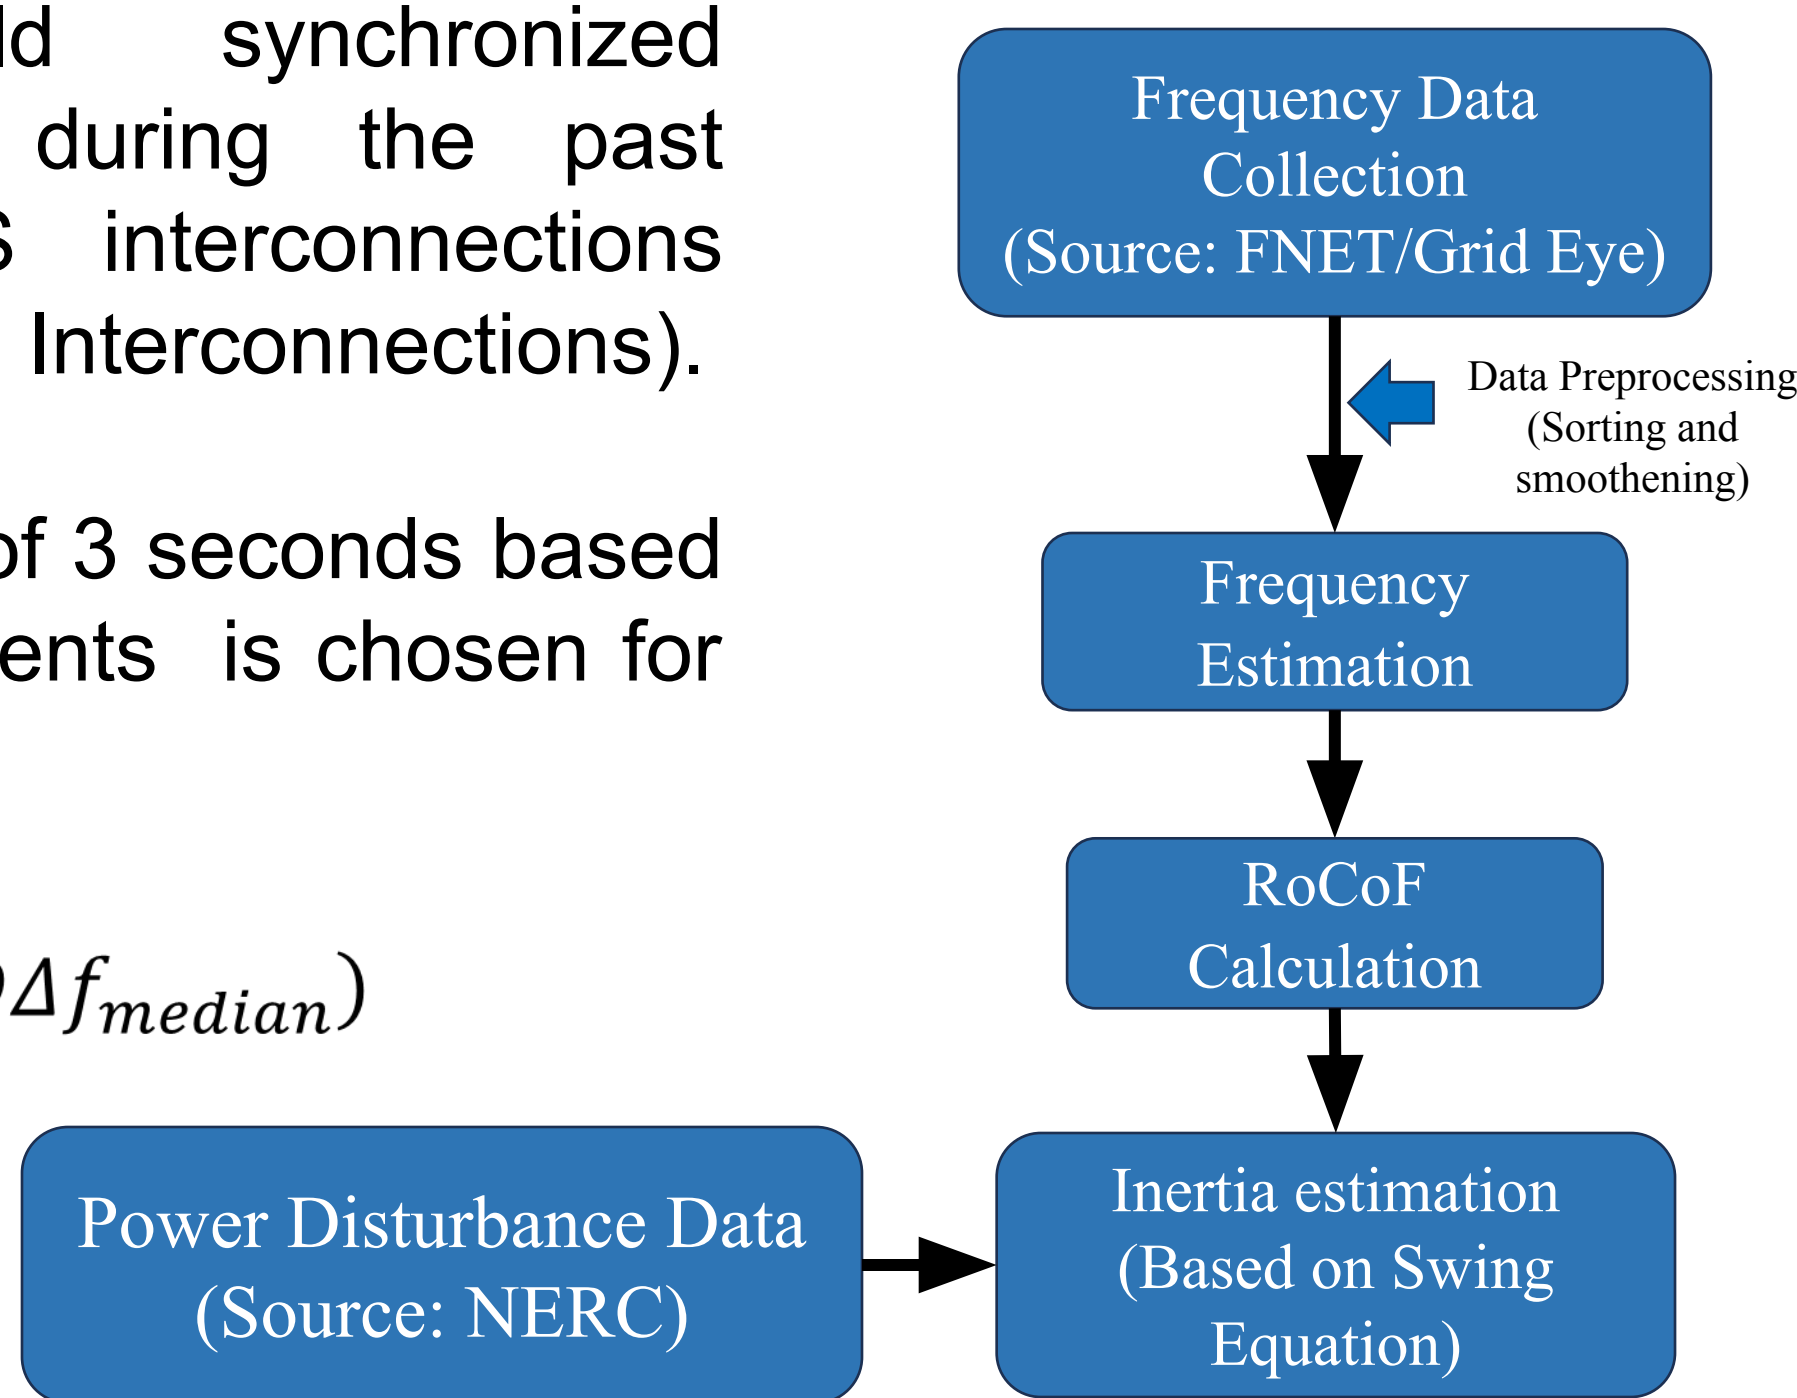 synchronized
during the past
interconnections
Interconnections).
of 3 seconds based
is chosen for
Δf_{median})
Frequency Data
Collection
(Source: FNET/Grid Eye)
Data Preprocessing
(Sorting and
smoothening)
Frequency
Estimation
RoCoF
Calculation
Power Disturbance Data
(Source: NERC)
Inertia estimation
(Based on Swing
Equation)